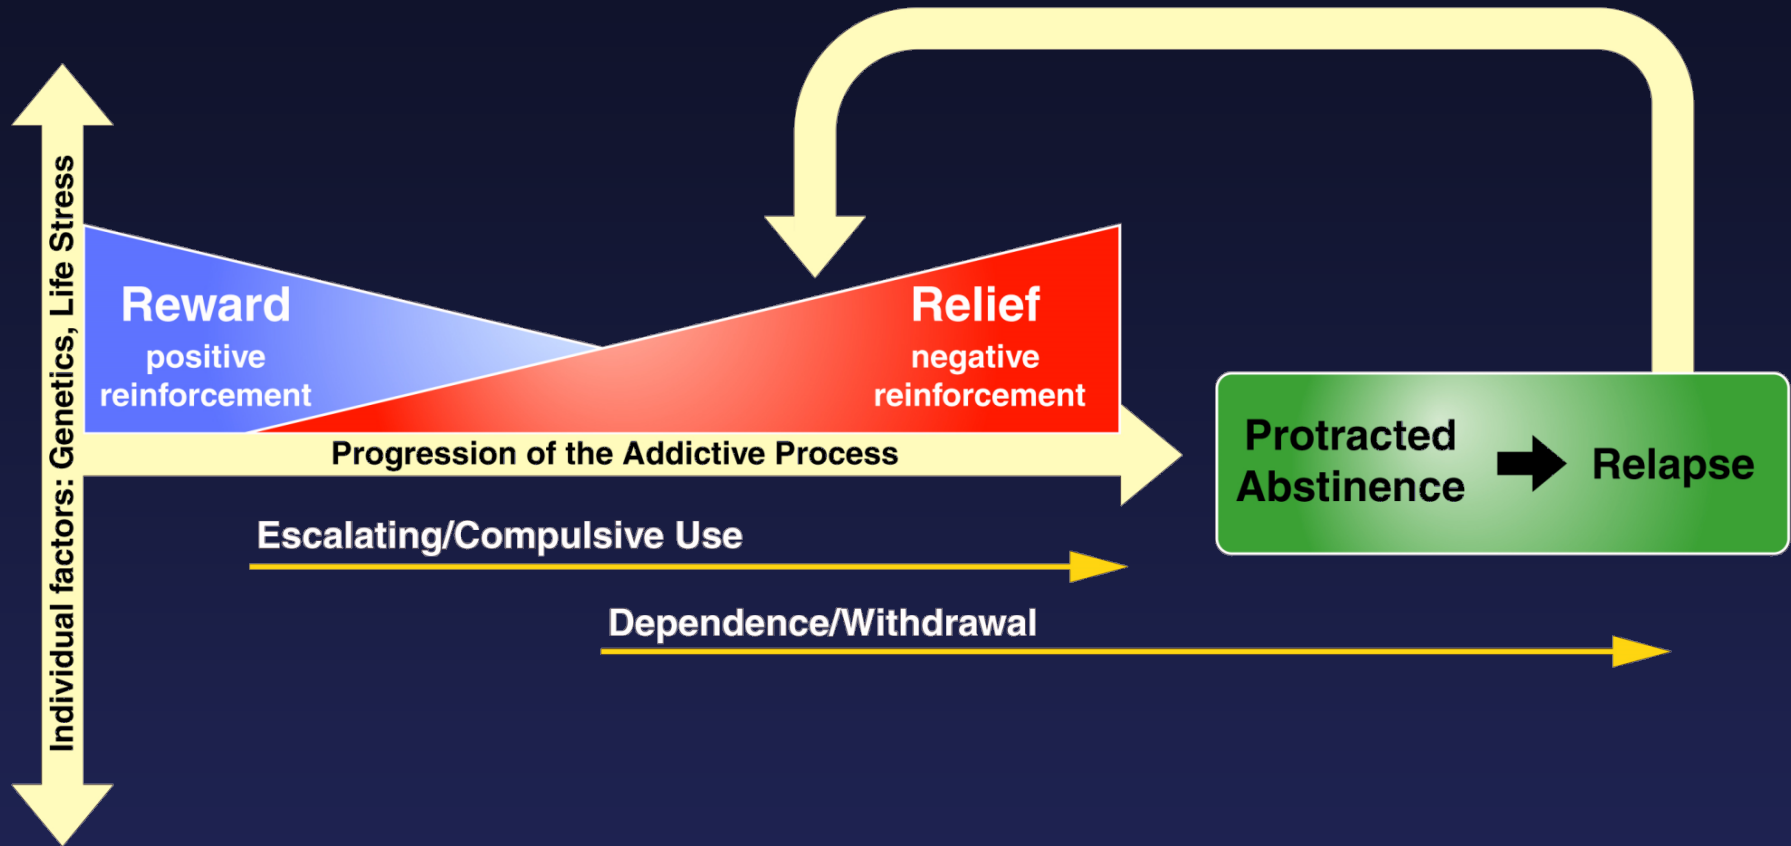 Individual factors: Genetics, Life Stress
Reward
positive
reinforcement
Relief
negative
reinforcement
Progression of the Addictive Process
Escalating/Compulsive Use
Dependence/Withdrawal
Protracted
Abstinence
Relapse